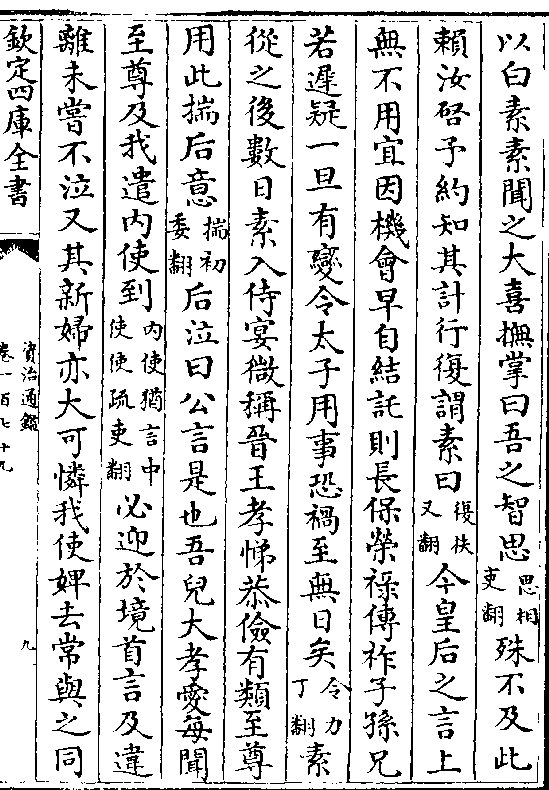 以白素素聞之大喜撫掌曰吾之智思思相吏翻殊不及此
賴汝啓予約知其計行復謂素曰復扶又翻今皇后之言上
無不用宜因機會早自結託則長保榮祿傳祚子孫兄
若遲疑一旦有變令太子用事恐禍至無日矣令力丁翻素
從之後數日素入侍宴微稱晉王孝悌恭儉有類至尊
用此揣后意揣初委翻后泣曰公言是也吾兒大孝愛每聞
至尊及我遣内使到内使猶言中使使疏吏翻必迎於境首言及違
離未嘗不泣又其新婦亦大可憐我使婢去常與之同
欽定四庫全書
資治通鑑
卷一百七十九
九